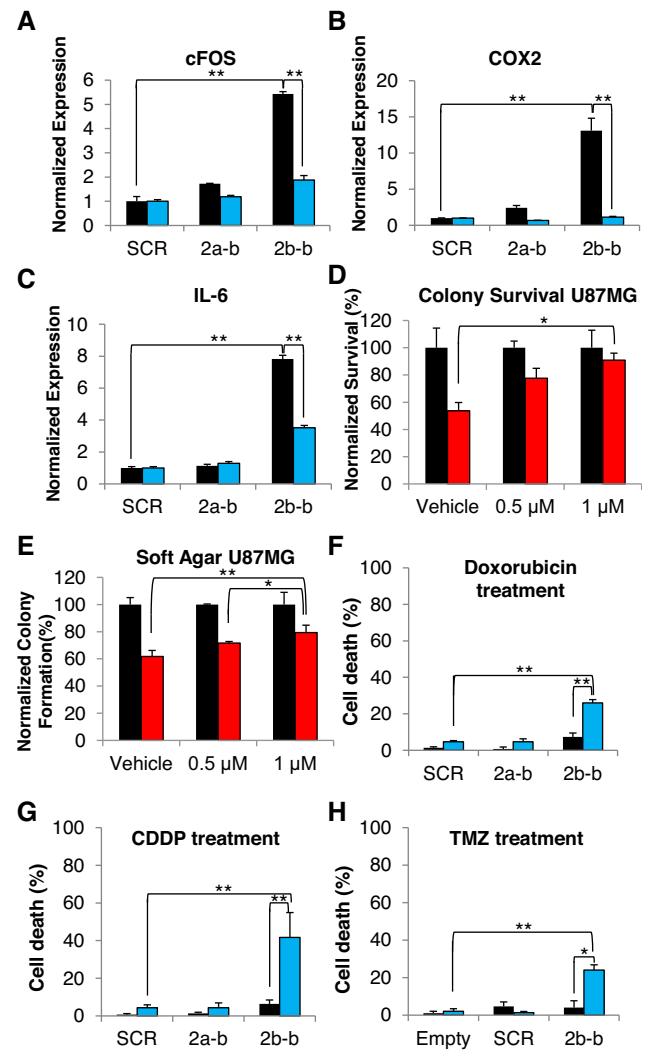 A
cFOS
Normalized Expression
6
5
4
3
2
1
0
** **
SCR 2a-b 2b-b
B
COX2
Normalized Expression
20
15
10
5
0
** **
SCR 2a-b 2b-b
C
IL-6
Normalized Expression
10
8
6
4
2
0
** **
SCR 2a-b 2b-b
D
Colony Survival U87MG
Normalized Survival (%)
120
100
80
60
40
20
0
*
Vehicle 0.5 µM 1 µM
E
Soft Agar U87MG
Normalized Colony
Formation(%)
120
100
80
60
40
20
0
**
*
Vehicle 0.5 µM 1 µM
F
Doxorubicin
treatment
Cell death (%)
100
80
60
40
20
0
**
**
SCR 2a-b 2b-b
G
CDDP treatment
Cell death (%)
100
80
60
40
20
0
**
**
SCR 2a-b 2b-b
H
TMZ treatment
Cell death (%)
100
80
60
40
20
0
**
*
Empty SCR 2b-b